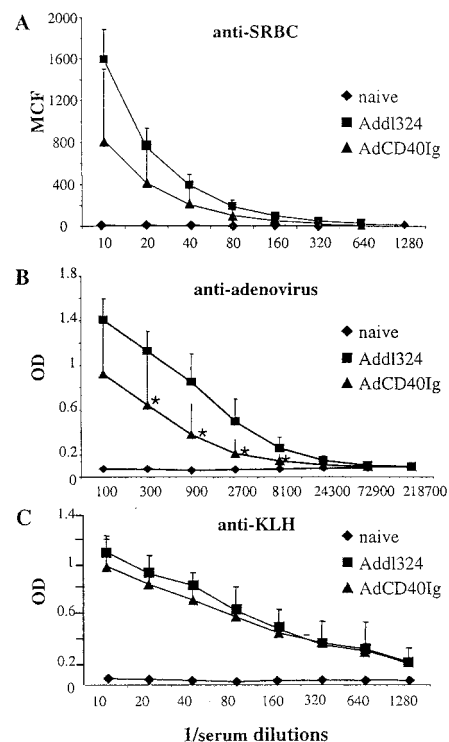 A
anti-SRBC
2000
1600
1200
800
400
0
MCF
naive
Addl324
AdCD40Ig
10 20 40 80 160 320 640 1280
B
anti-adenovirus
1.8
1.4
1
0.6
0.2
0
OD
naive
Addl324
AdCD40Ig
* * * *
100 300 900 2700 8100 24300 72900 218700
C
anti-KLH
1.4
1
0.6
0.2
0
OD
naive
Addl324
AdCD40Ig
10 20 40 80 160 320 640 1280
1/serum dilutions